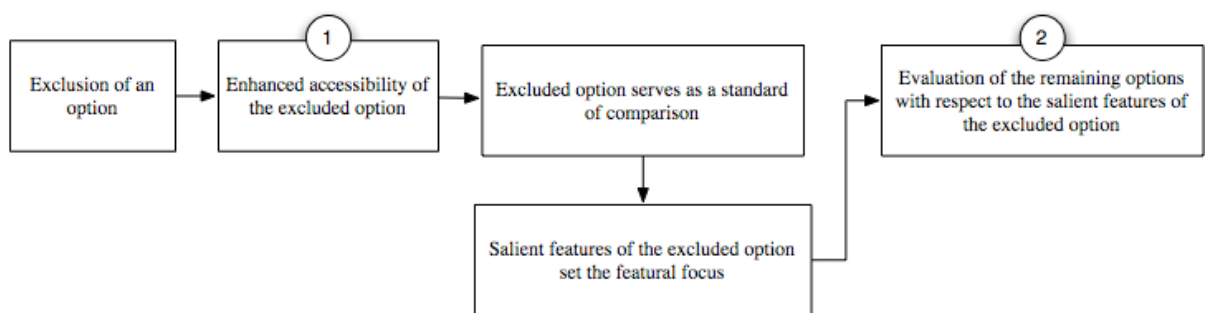 1
2
Exclusion of an
option
Enhanced accessibility of
the excluded option
Excluded option serves as a standard
of comparison
Evaluation of the remaining options
with respect to the salient features of
the excluded option
Salient features of the excluded option
set the featural focus